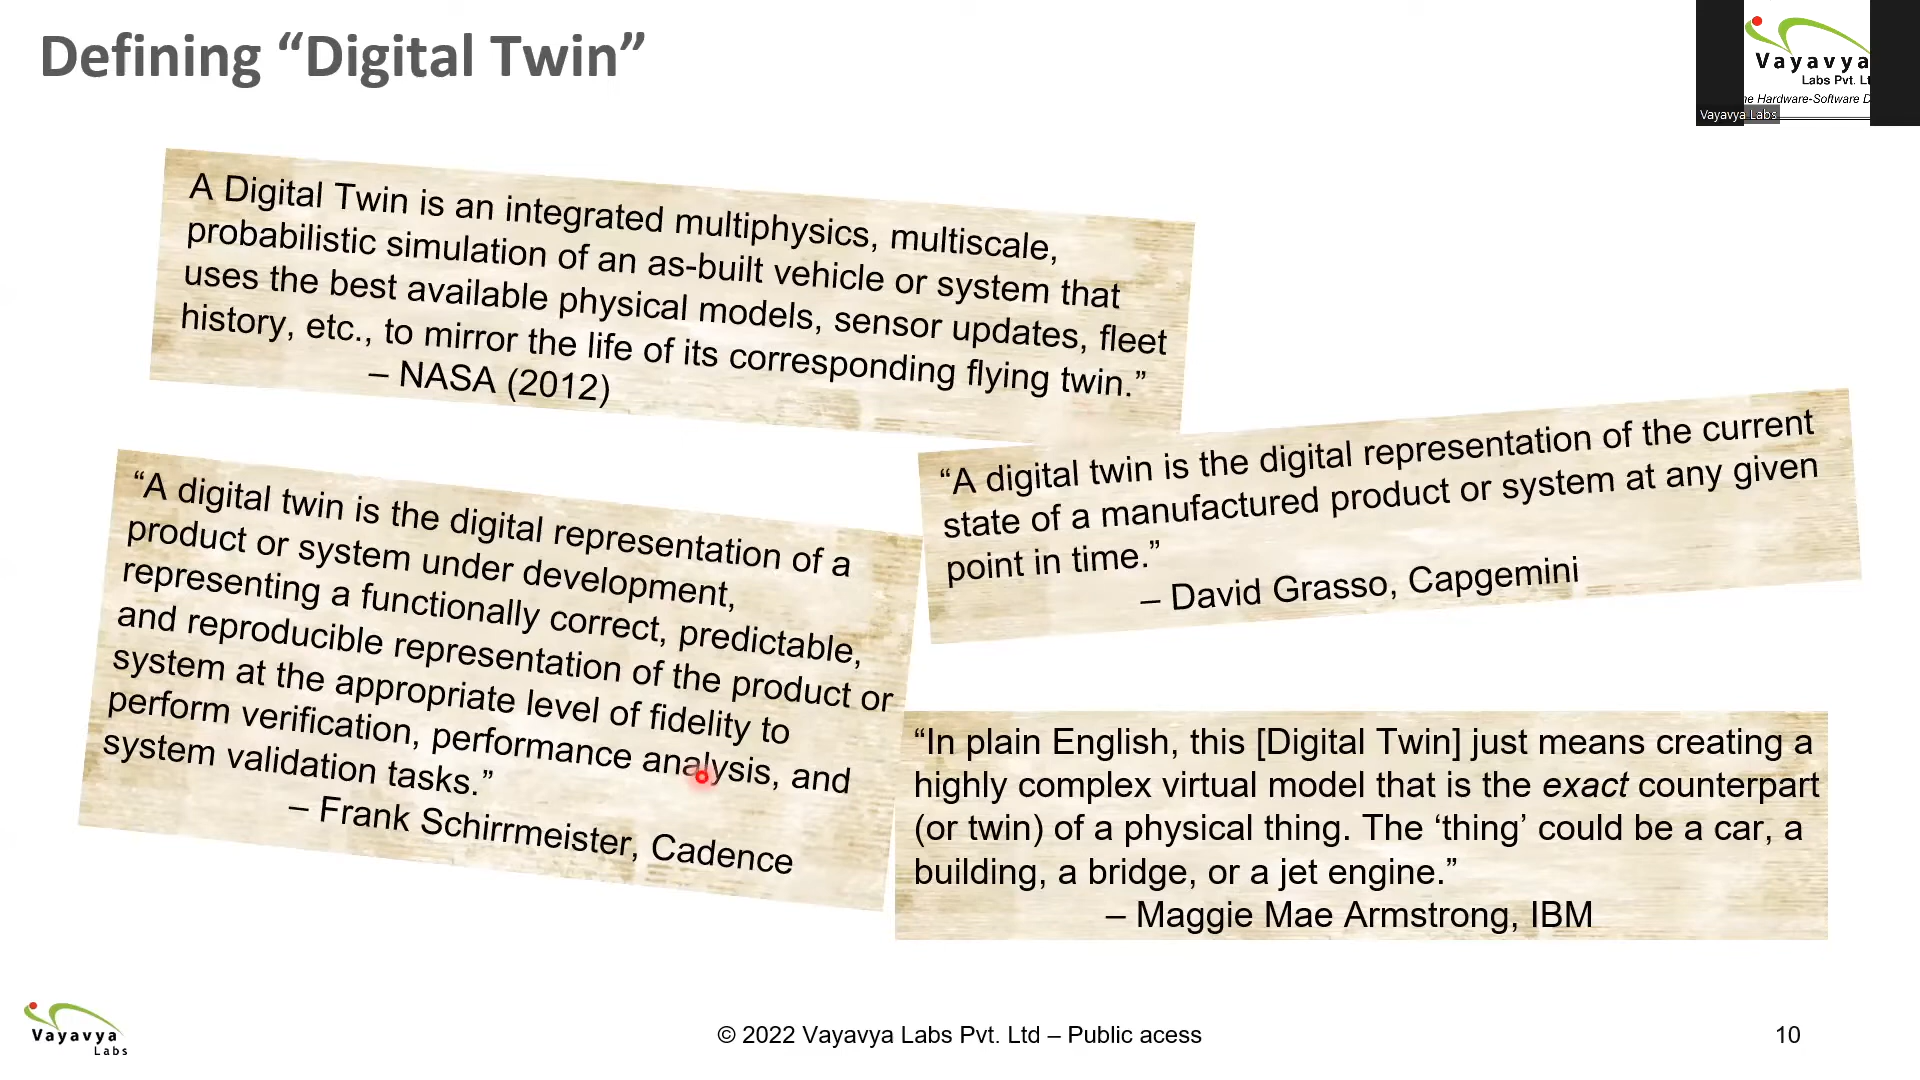 Defining “Digital Twin”
Vayavya
Labs Pvt. Lt
he Hardware-Software D
Vayavya Labs
A Digital Twin is an integrated multiphysics, multiscale,
probabilistic simulation of an as-built vehicle or system that
uses the best available physical models, sensor updates, fleet
history, etc., to mirror the life of its corresponding flying twin.”
– NASA (2012)
“A digital twin is the digital representation of the current
state of a manufactured product or system at any given
point in time.”
– David Grasso, Capgemini
“A digital twin is the digital representation of a
product or system under development,
representing a functionally correct, predictable,
and reproducible representation of the product or
system at the appropriate level of fidelity to
perform verification, performance analysis, and
system validation tasks.”
– Frank Schirrmeister, Cadence
“In plain English, this [Digital Twin] just means creating a
highly complex virtual model that is the exact counterpart
(or twin) of a physical thing. The ‘thing’ could be a car, a
building, a bridge, or a jet engine.”
– Maggie Mae Armstrong, IBM
Vayavya
Labs
© 2022 Vayavya Labs Pvt. Ltd – Public acess
10